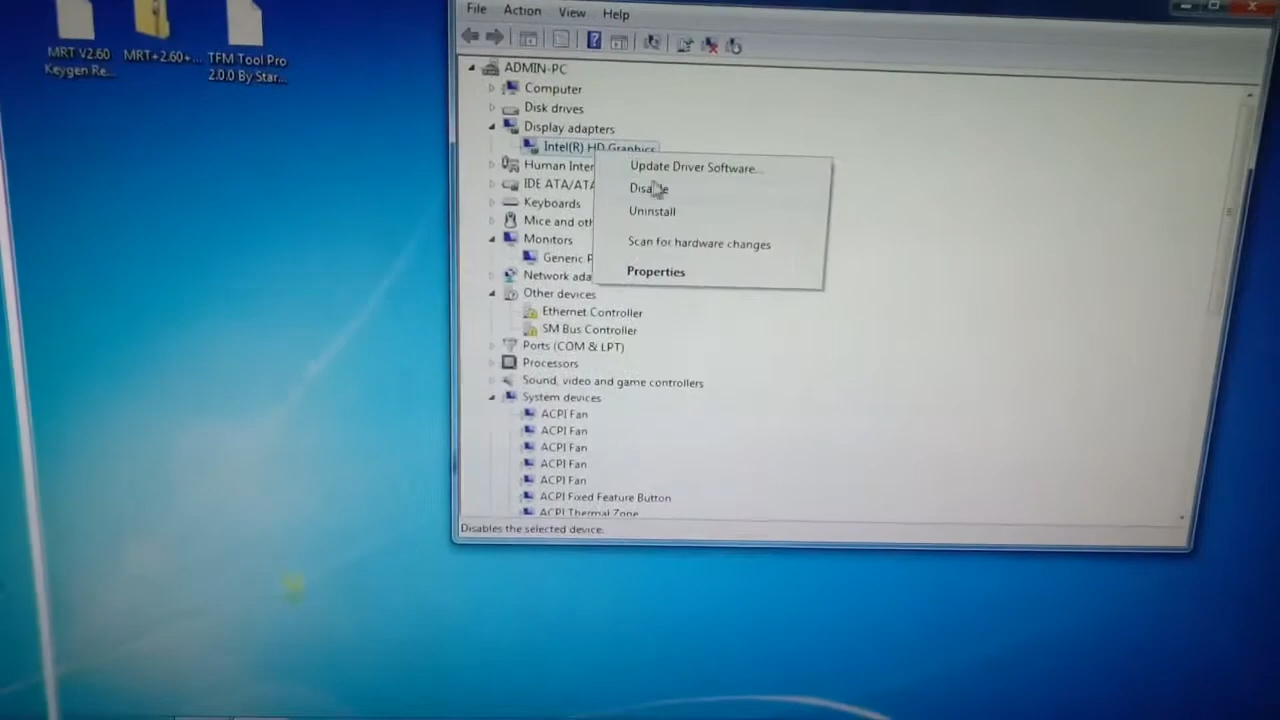 File Action View Help
MRT V2.60
Keygen Re...
MRT+2.60+...
TFM Tool Pro
2.0.0 By Star...
ADMIN-PC
Computer
Disk drives
Display adapters
Intel(R) HD Graphics
Human Inter
IDE ATA/ATA
Keyboards
Mice and oth
Monitors
Generic P
Network ada
Other devices
Ethernet Controller
SM Bus Controller
Ports (COM & LPT)
Processors
Sound, video and game controllers
System devices
ACPI Fan
ACPI Fan
ACPI Fan
ACPI Fan
ACPI Fan
ACPI Fixed Feature Button
ACPI Thermal Zone
Update Driver Software...
Disable
Uninstall
Scan for hardware changes
Properties
Disables the selected device.